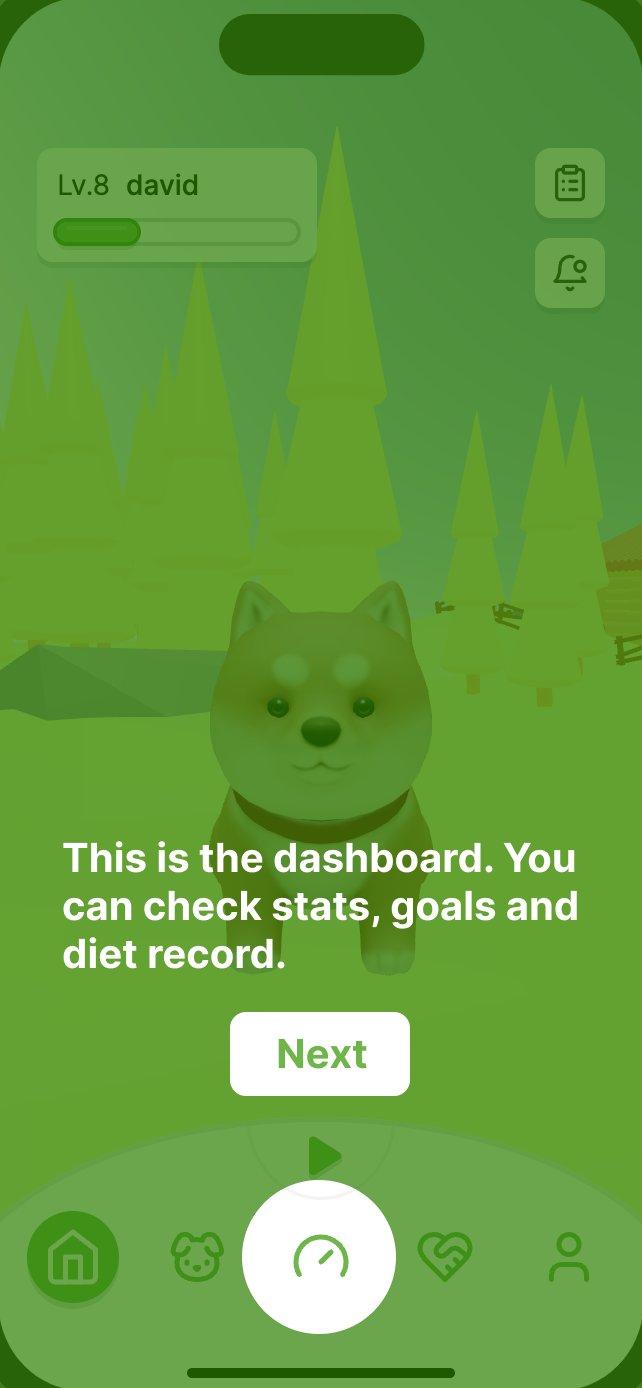 Lv.8 david
This is the dashboard. You
can check stats, goals and
diet record.
Next